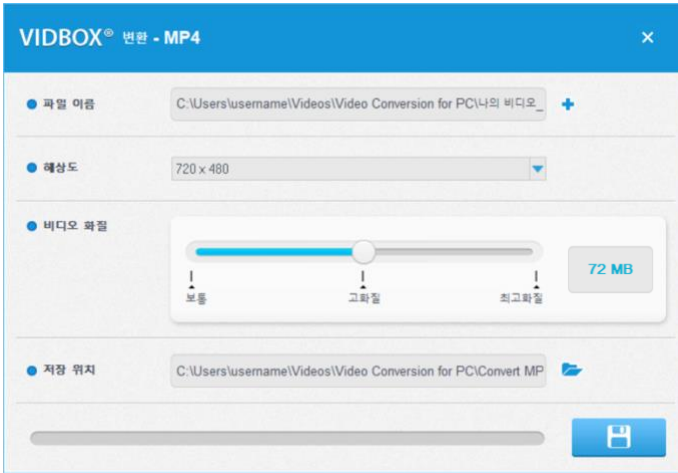 VIDBOX® 변환 - MP4
파일 이름
C:\Users\username\Videos\Video Conversion for PC\나의 비디오_
해상도
720 x 480
비디오 화질
72 MB
보통 고화질 최고화질
저장 위치
C:\Users\username\Videos\Video Conversion for PC\Convert MP